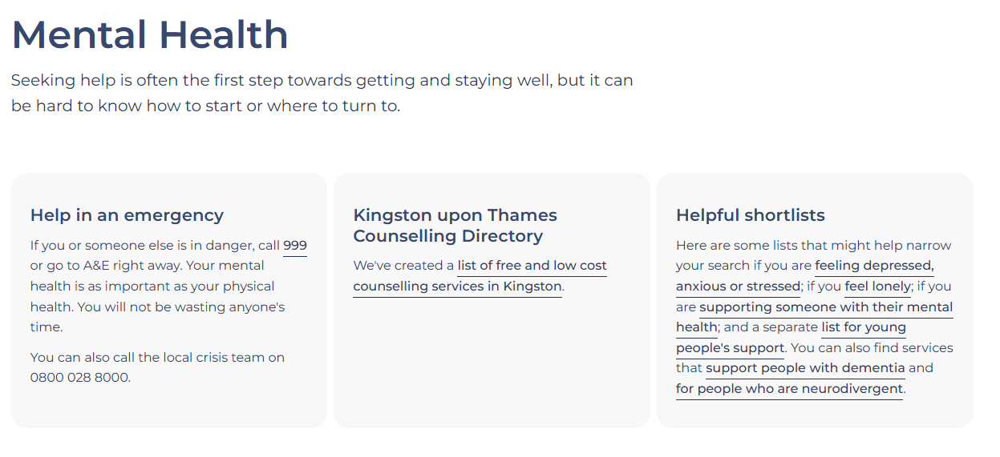 Mental Health
Seeking help is often the first step towards getting and staying well, but it can
be hard to know how to start or where to turn to.
Help in an emergency
If you or someone else is in danger, call 999
or go to A&E right away. Your mental
health is as important as your physical
health. You will not be wasting anyone's
time.
You can also call the local crisis team on
0800 028 8000.
Kingston upon Thames
Counselling Directory
We've created a list of free and low cost
counselling services in Kingston.
Helpful shortlists
Here are some lists that might help narrow
your search if you are feeling depressed,
anxious or stressed; if you feel lonely; if you
are supporting someone with their mental
health; and a separate list for young
people's support. You can also find services
that support people with dementia and
for people who are neurodivergent.